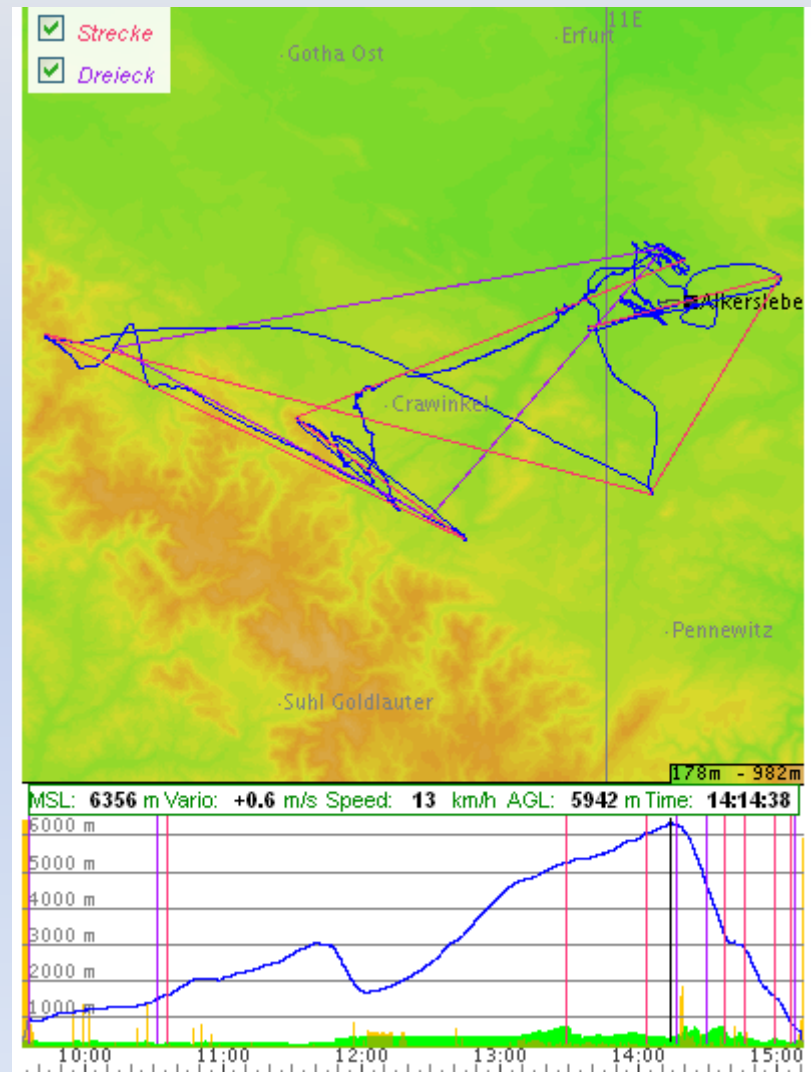 Strecke
Dreieck
Gotha Ost
Erfurt
11E
Alkerslebe
Crawinkel
Pennewitz
Suhl Goldlauter
178m - 982m
MSL: 6356 m Vario: +0.6 m/s Speed: 13 km/h AGL: 5942 m Time: 14:14:38
6000 m
5000 m
4000 m
3000 m
2000 m
1000 m
10:00 11:00 12:00 13:00 14:00 15:00